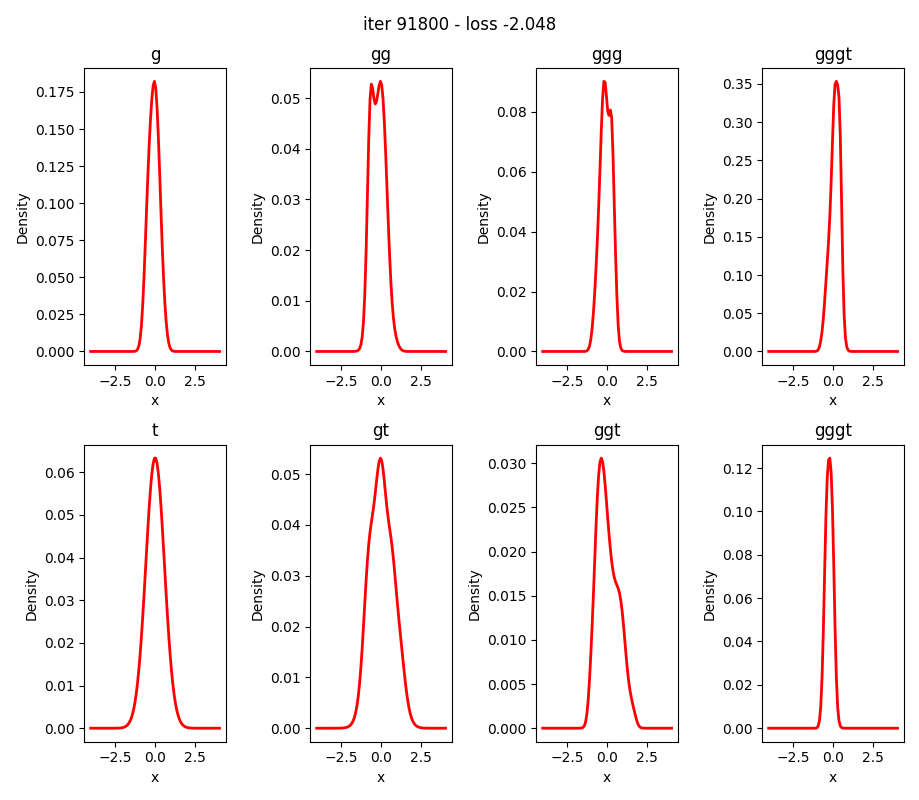 iter 91800 - loss -2.048
g
gg
ggg
gggt
0.175
0.150
0.125
0.100
0.075
0.050
0.025
0.000
Density
−2.5 0.0 2.5
x
0.05
0.04
0.03
0.02
0.01
0.00
Density
−2.5 0.0 2.5
x
0.08
0.06
0.04
0.02
0.00
Density
−2.5 0.0 2.5
x
0.35
0.30
0.25
0.20
0.15
0.10
0.05
0.00
Density
−2.5 0.0 2.5
x
t
gt
ggt
gggt
0.06
0.05
0.04
0.03
0.02
0.01
0.00
Density
−2.5 0.0 2.5
x
0.05
0.04
0.03
0.02
0.01
0.00
Density
−2.5 0.0 2.5
x
0.030
0.025
0.020
0.015
0.010
0.005
0.000
Density
−2.5 0.0 2.5
x
0.12
0.10
0.08
0.06
0.04
0.02
0.00
Density
−2.5 0.0 2.5
x